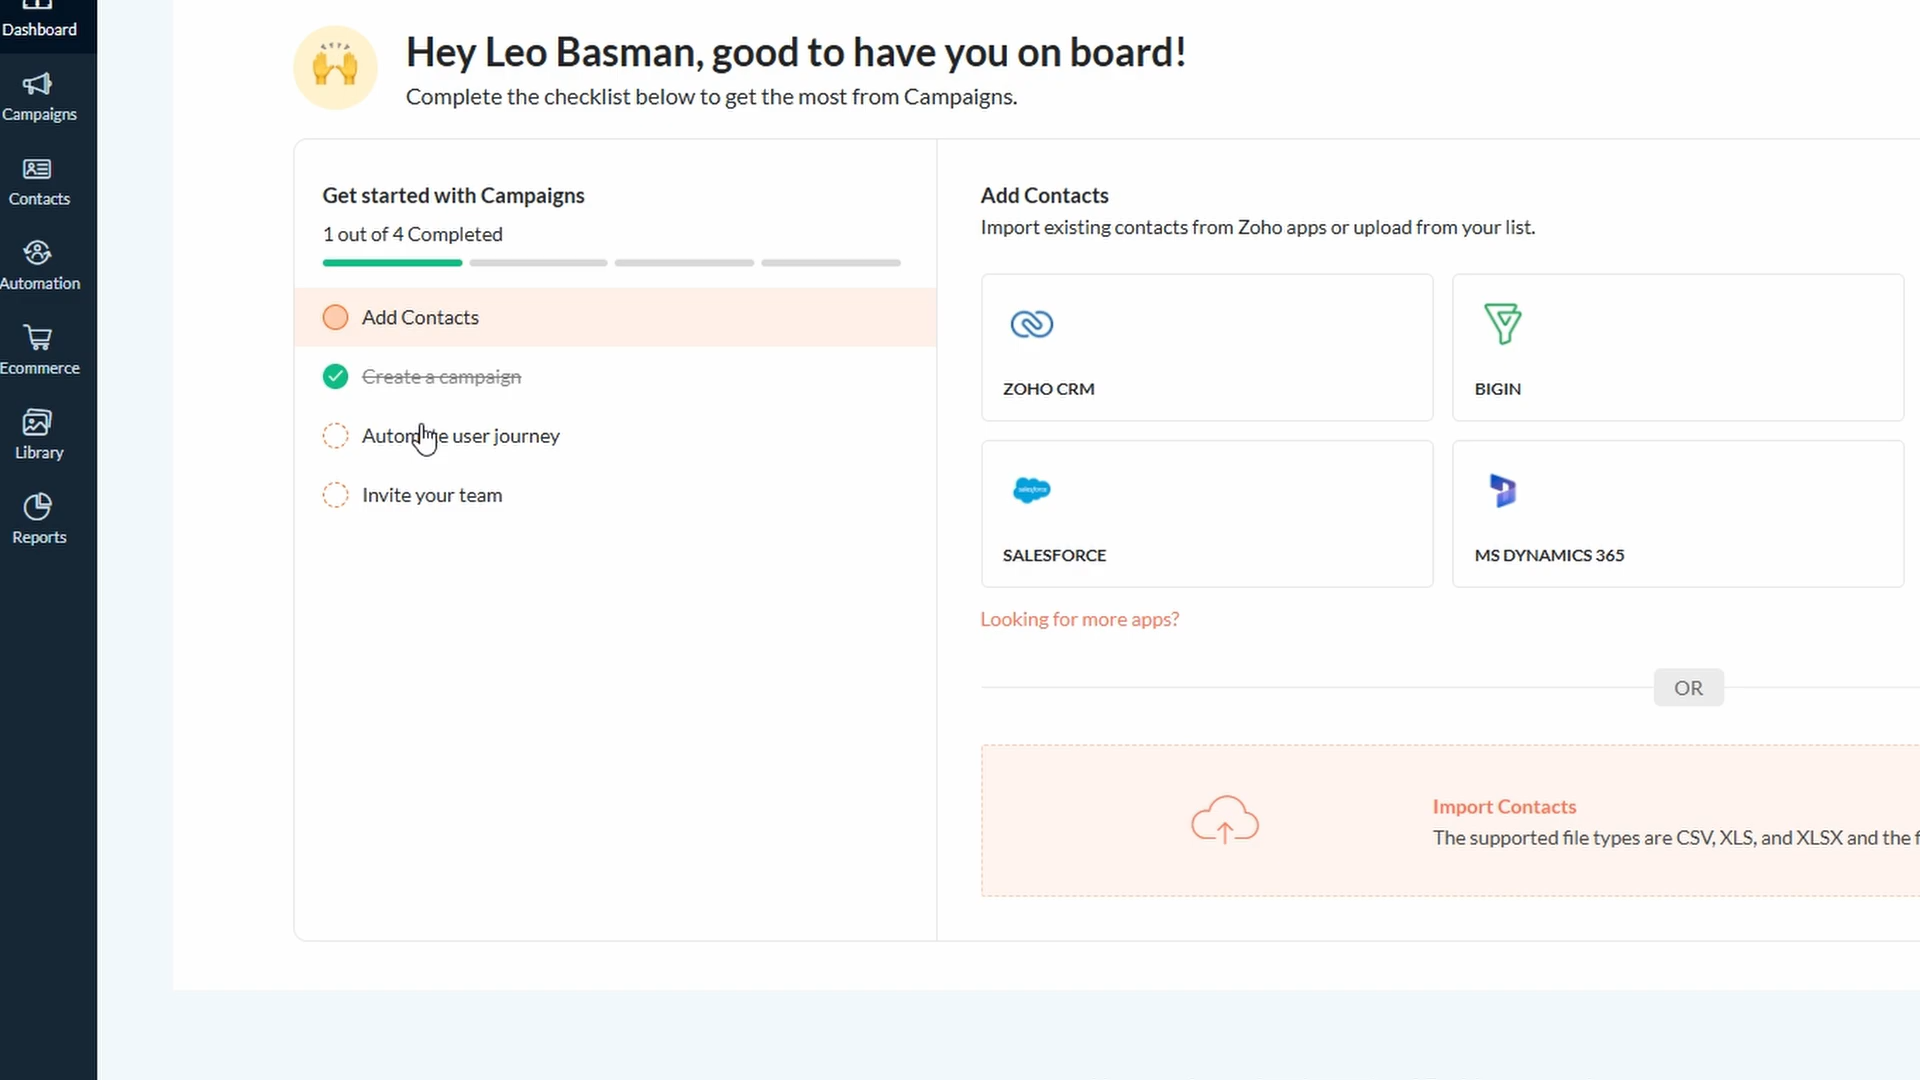 Dashboard
Campaigns
Contacts
Automation
Ecommerce
Library
Reports
Hey Leo Basman, good to have you on board!
Complete the checklist below to get the most from Campaigns.
Get started with Campaigns
1 out of 4 Completed
Add Contacts
Create a campaign
Automate user journey
Invite your team
Add Contacts
Import existing contacts from Zoho apps or upload from your list.
ZOHO CRM
BIGIN
salesforce
SALESFORCE
MS DYNAMICS 365
Looking for more apps?
OR
Import Contacts
The supported file types are CSV, XLS, and XLSX and the